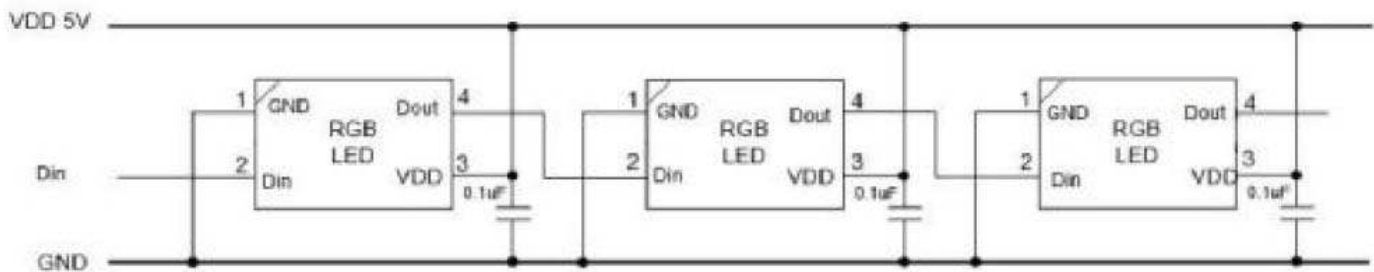 VDD 5V
1 GND RGB LED Dout 4
2 Din VDD 3
0.1uF
1 GND RGB LED Dout 4
2 Din VDD 3
0.1uF
1 GND RGB LED Dout 4
2 Din VDD 3
0.1uF
Din
GND